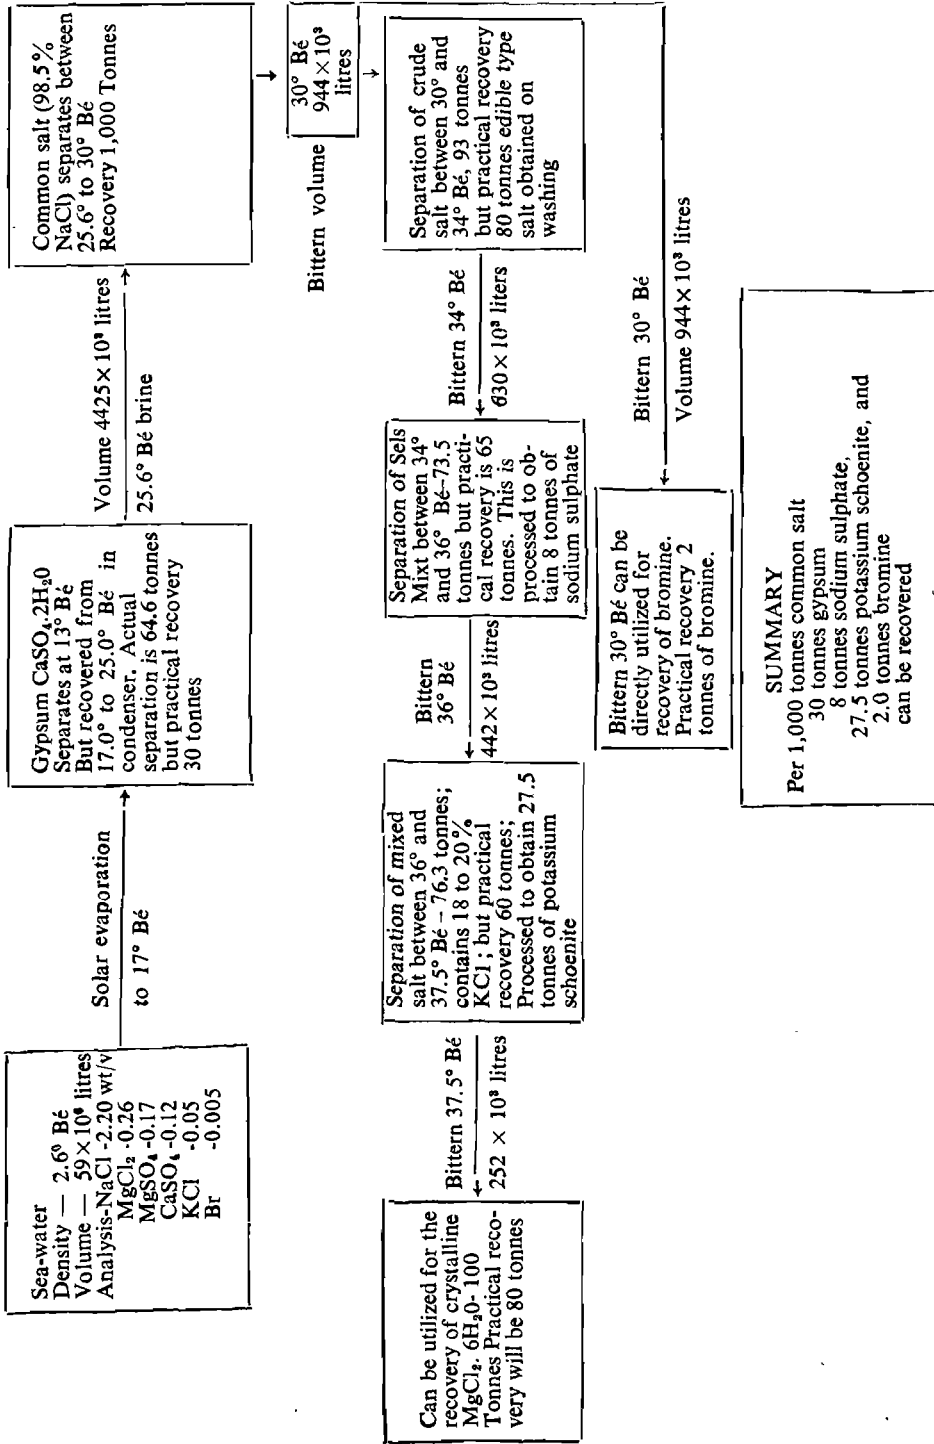 Sea-water
Density — 2.6⁰ Bé
Volume — 59×10⁶ litres
Analysis-NaCl -2.20 wt/v
MgCl₂ -0.26
MgSO₄ -0.17
CaSO₄ -0.12
KCl -0.05
Br -0.005
Solar evaporation
to 17° Bé
Gypsum CaSO₄.2H₂O
Separates at 13° Bé
But recovered from
17.0° to 25.0° Bé in
condenser. Actual
separation is 64.6 tonnes
but practical recovery
30 tonnes
Volume 4425×10³ litres
25.6° Bé brine
Common salt (98.5%
NaCl) separates between
25.6° to 30° Bé
Recovery 1,000 Tonnes
Bittern volume
30° Bé
944×10³
litres
Separation of crude
salt between 30° and
34° Bé, 93 tonnes
but practical recovery
80 tonnes edible type
salt obtained on
washing
Bittern 34° Bé
630×10³ liters
Separation of Sels
Mixt between 34°
and 36° Bé-73.5
tonnes but practi-
cal recovery is 65
tonnes. This is
processed to ob-
tain 8 tonnes of
sodium sulphate
Bittern
36° Bé
442×10³ litres
Separation of mixed
salt between 36° and
37.5° Bé – 76.3 tonnes;
contains 18 to 20%
KCl; but practical
recovery 60 tonnes;
Processed to obtain 27.5
tonnes of potassium
schoenite
Bittern 37.5° Bé
252 × 10³ litres
Can be utilized for the
recovery of crystalline
MgCl₂. 6H₂0-100
Tonnes Practical reco-
very will be 80 tonnes
Bittern 30° Bé
Volume 944×10³ litres
Bittern 30° Bé can be
directly utilized for
recovery of bromine.
Practical recovery 2
tonnes of bromine.
SUMMARY
Per 1,000 tonnes common salt
30 tonnes gypsum
8 tonnes sodium sulphate,
27.5 tonnes potassium schoenite, and
2.0 tonnes bromine
can be recovered